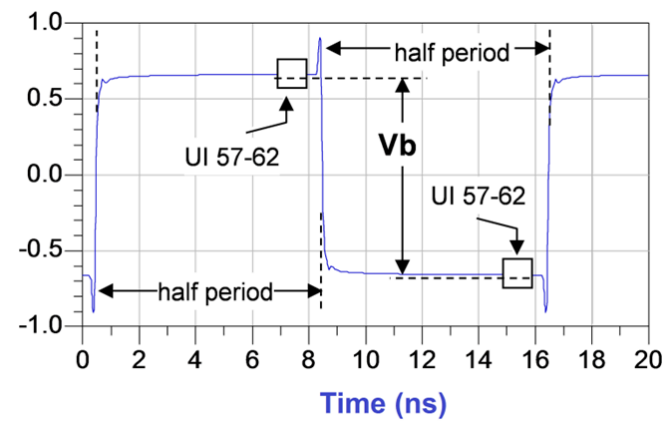 1.0
half period
0.5
Vb
UI 57-62
0.0
UI 57-62
-0.5
half period
-1.0
0 2 4 6 8 10 12 14 16 18 20
Time (ns)